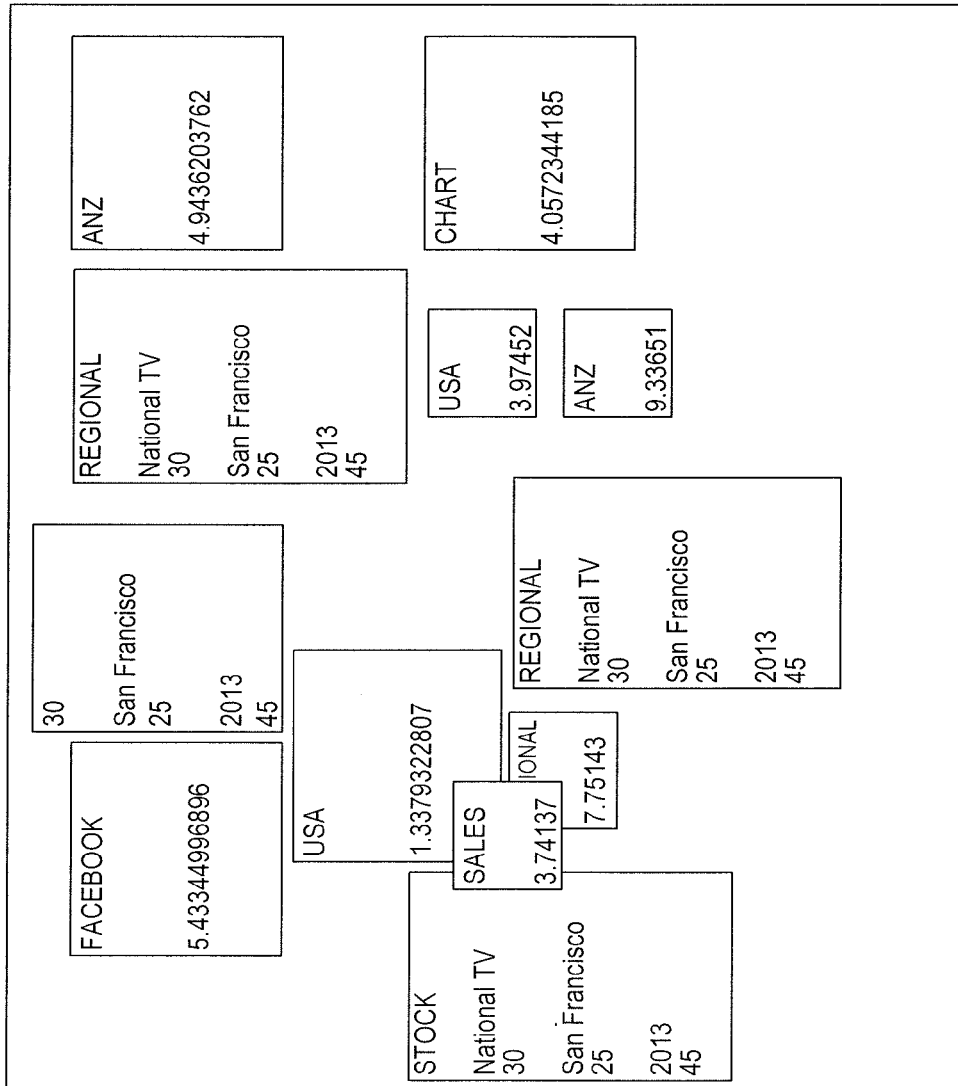 FACEBOOK
5.43344996896
30
San Francisco
25
2013
45
REGIONAL
National TV
30
San Francisco
25
2013
45
ANZ
4.9436203762
USA
1.3379322807
STOCK
National TV
30
San Francisco
25
2013
45
SALES
3.74137
IONAL
7.75143
REGIONAL
National TV
30
San Francisco
25
2013
45
USA
3.97452
ANZ
9.33651
CHART
4.0572344185